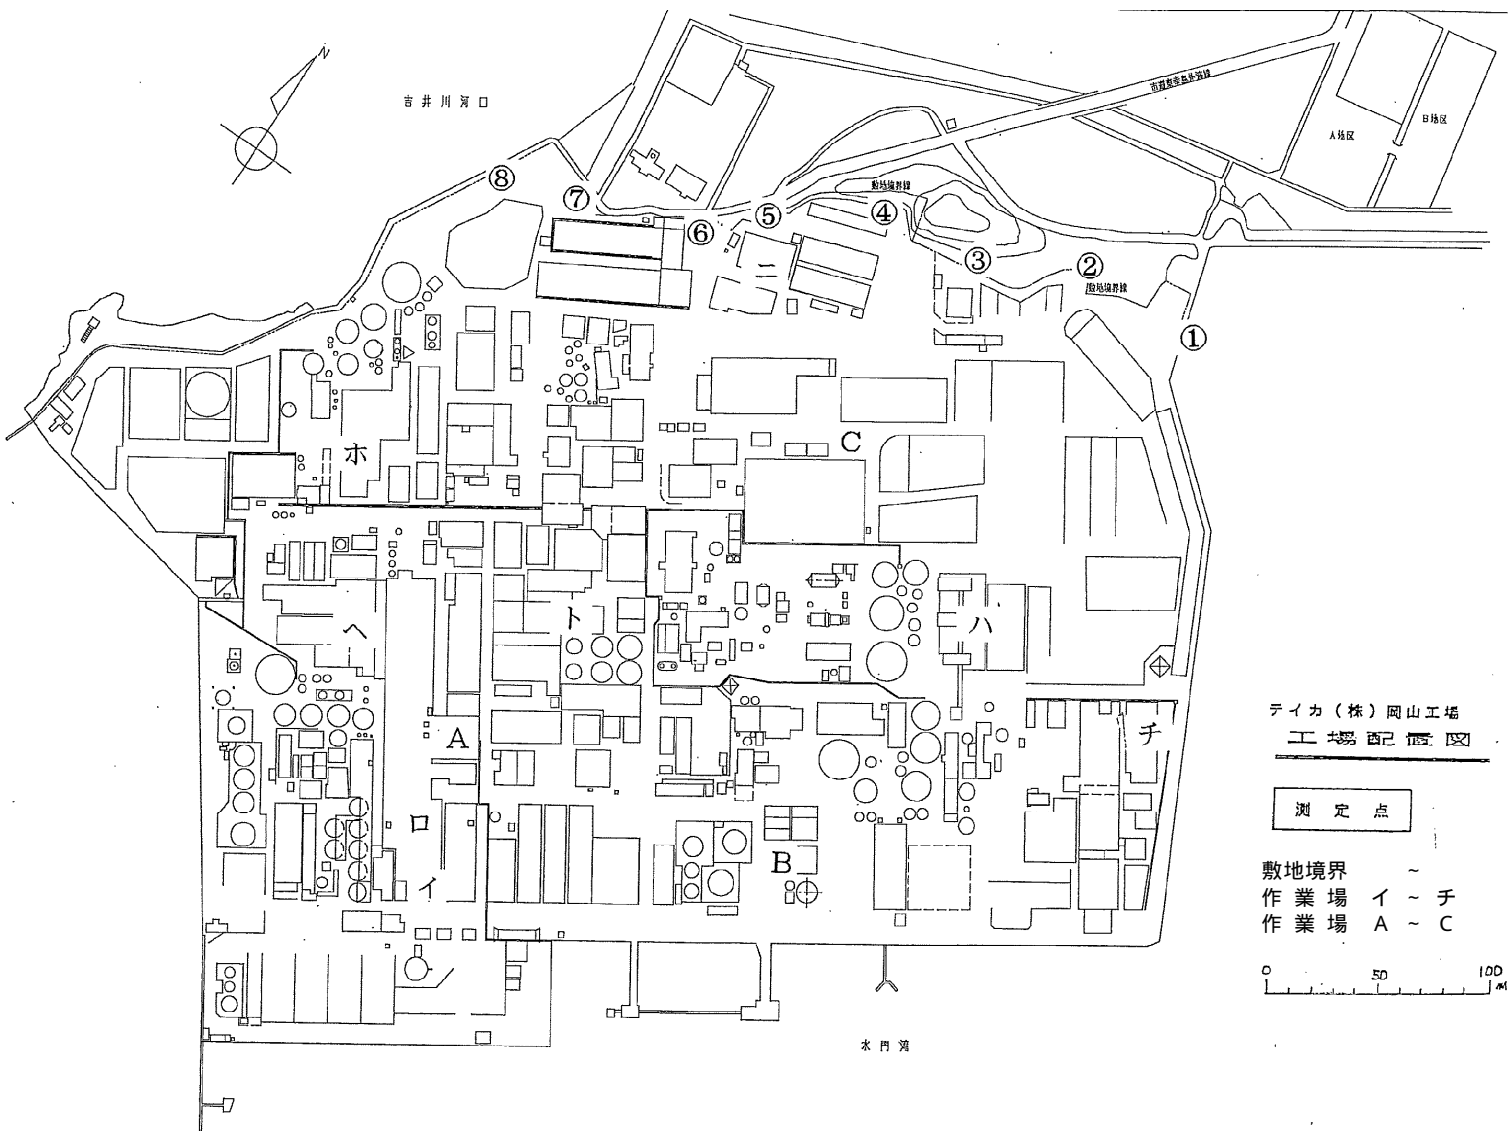 N
吉井川河口
A地区
B地区
敷地境界線
⑧
⑦
⑥
⑤
④
③
②
①
敷地境界線
ニ
ホ
C
ヘ
ト
ハ
A
チ
ロ
B
イ
テイカ(株)岡山工場
工場配置図
測定点
敷地境界 ~
作業場 イ ~ チ
作業場 A ~ C
0 50 100
m
水門湾